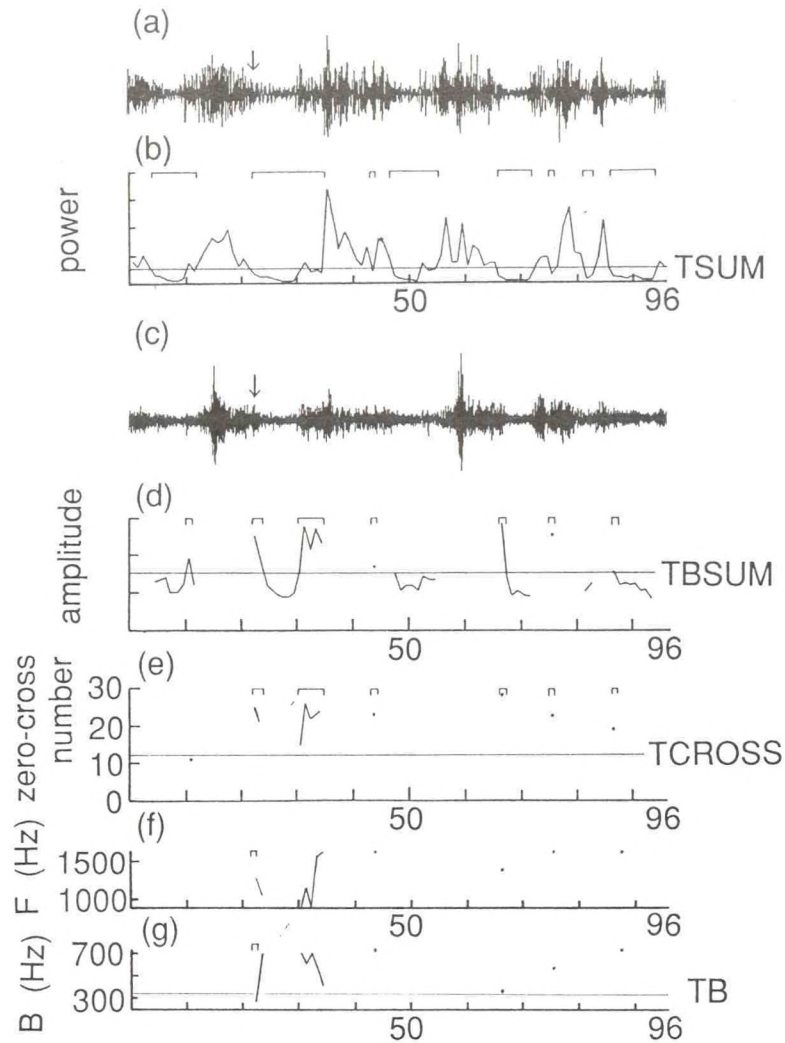 (a)
(b)
power
TSUM
50 96
(c)
(d)
amplitude
TBSUM
50 96
(e)
zero-cross
number
30
20
10
0
TCROSS
50 96
(f)
F (Hz)
1500
1000
50 96
(g)
B (Hz)
700
300
TB
50 96